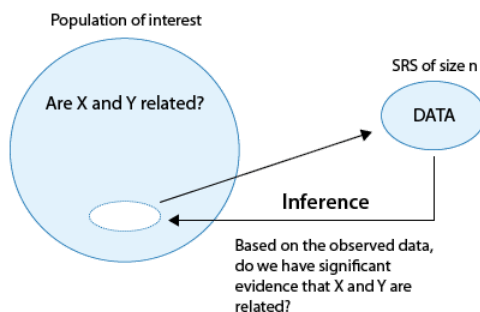 Population of interest
SRS of size n
Are X and Y related?
DATA
Inference
Based on the observed data,
do we have significant
evidence that X and Y are
related?